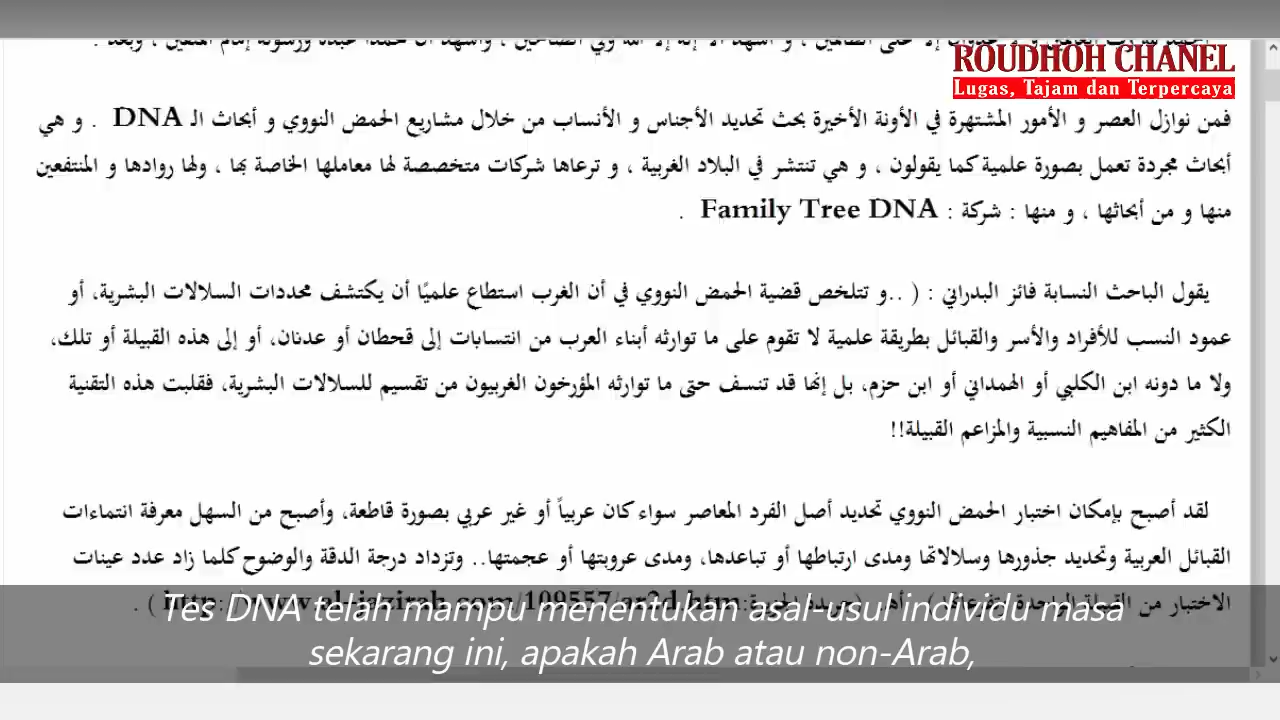 ROUDHOH CHANEL
Lugas, Tajam dan Terpercaya
فمن نوازل العصر و الأمور المشتهرة في الأونة الأخيرة بحث تحديد الأجناس و الأنساب من خلال مشاريع الحمض النووي و أبحاث الـ DNA . و هي
أبحاث مجردة تعمل بصورة علمية كما يقولون ، و هي تنتشر في البلاد الغربية ، و ترعاها شركات متخصصة لها معاملها الخاصة بها ، ولها روادها و المنتفعين
منها و من أبحاثها ، و منها : شركة : Family Tree DNA .
يقول الباحث النسابة فائز البدراني : ( ..و تتلخص قضية الحمض النووي في أن الغرب استطاع علميًا أن يكتشف محددات السلالات البشرية، أو
عمود النسب للأفراد والأسر والقبائل بطريقة علمية لا تقوم على ما توارثه أبناء العرب من انتسابات إلى قحطان أو عدنان، أو إلى هذه القبيلة أو تلك،
ولا ما دونه ابن الكلبي أو الهمداني أو ابن حزم، بل إنها قد تنسف حتى ما توارثه المؤرخون الغربيون من تقسيم للسلالات البشرية، فقلبت هذه التقنية
الكثير من المفاهيم النسبية والمزاعم القبيلة!!
لقد أصبح بإمكان اختبار الحمض النووي تحديد أصل الفرد المعاصر سواء كان عربياً أو غير عربي بصورة قاطعة، وأصبح من السهل معرفة انتماءات
القبائل العربية وتحديد جذورها وسلالاتها ومدى ارتباطها أو تباعدها، ومدى عروبتها أو عجمتها.. وتزداد درجة الدقة والوضوح كلما زاد عدد عينات
الاختبار من القبيلة الواحدة
Tes DNA telah mampu menentukan asal-usul individu masa
sekarang ini, apakah Arab atau non-Arab,